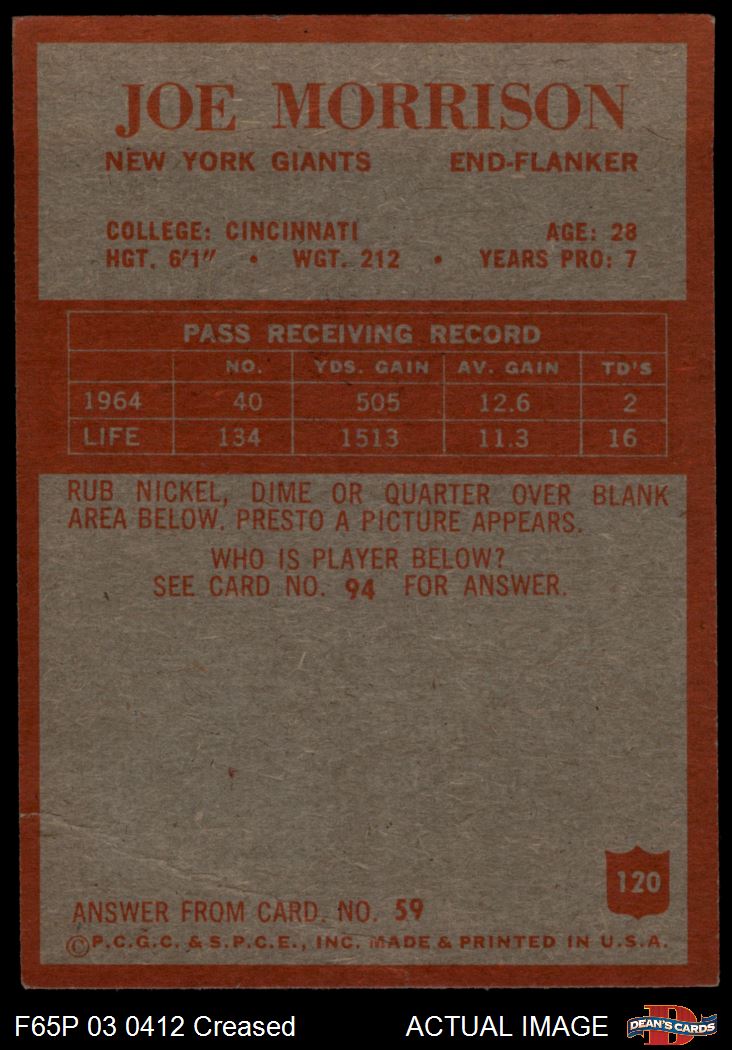 JOE MORRISON
NEW YORK GIANTS END-FLANKER
COLLEGE: CINCINNATI AGE: 28
HGT. 6'1" • WGT. 212 • YEARS PRO: 7
PASS RECEIVING RECORD
NO. YDS. GAIN AV. GAIN TD'S
1964 40 505 12.6 2
LIFE 134 1513 11.3 16
RUB NICKEL, DIME OR QUARTER OVER BLANK
AREA BELOW. PRESTO A PICTURE APPEARS.
WHO IS PLAYER BELOW?
SEE CARD NO. 94 FOR ANSWER.
120
ANSWER FROM CARD. NO. 59
©P.C.G.C. & S.P.C.E., INC. MADE & PRINTED IN U.S.A.
F65P 03 0412 Creased ACTUAL IMAGE D DEAN'S CARDS